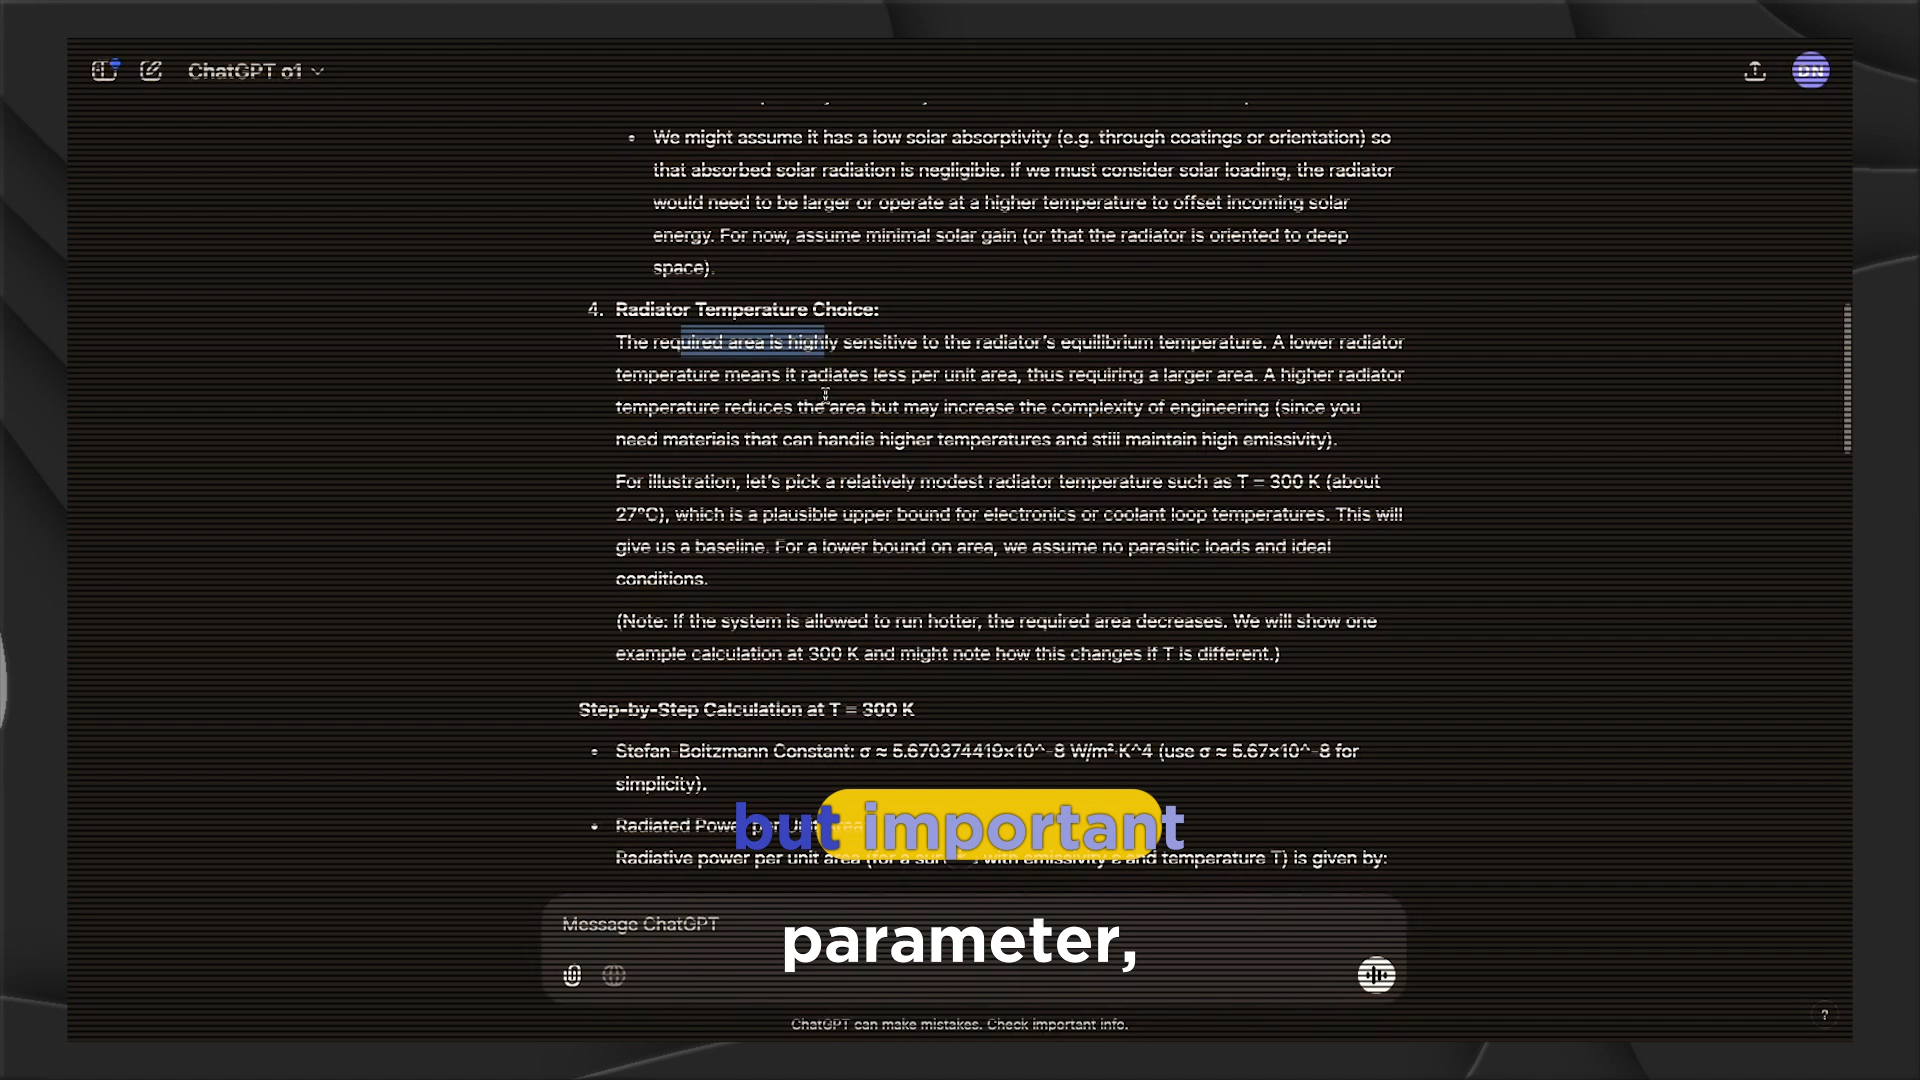 ChatGPT o1
DN
• We might assume it has a low solar absorptivity (e.g. through coatings or orientation) so
that absorbed solar radiation is negligible. If we must consider solar loading, the radiator
would need to be larger or operate at a higher temperature to offset incoming solar
energy. For now, assume minimal solar gain (or that the radiator is oriented to deep
space).
4. Radiator Temperature Choice:
The required area is highly sensitive to the radiator's equilibrium temperature. A lower radiator
temperature means it radiates less per unit area, thus requiring a larger area. A higher radiator
temperature reduces the area but may increase the complexity of engineering (since you
need materials that can handle higher temperatures and still maintain high emissivity).
For illustration, let's pick a relatively modest radiator temperature such as T = 300 K (about
27°C), which is a plausible upper bound for electronics or coolant loop temperatures. This will
give us a baseline. For a lower bound on area, we assume no parasitic loads and ideal
conditions.
(Note: If the system is allowed to run hotter, the required area decreases. We will show one
example calculation at 300 K and might note how this changes if T is different.)
Step-by-Step Calculation at T = 300 K
• Stefan-Boltzmann Constant: σ ≈ 5.670374419×10^-8 W/m²·K^4 (use σ ≈ 5.67×10^-8 for
simplicity).
• Radiated Power per Unit Area
but important
Radiative power per unit area (for a with emissivity and temperature T) is given by:
Message ChatGPT
parameter,
ChatGPT can make mistakes. Check important info.
?